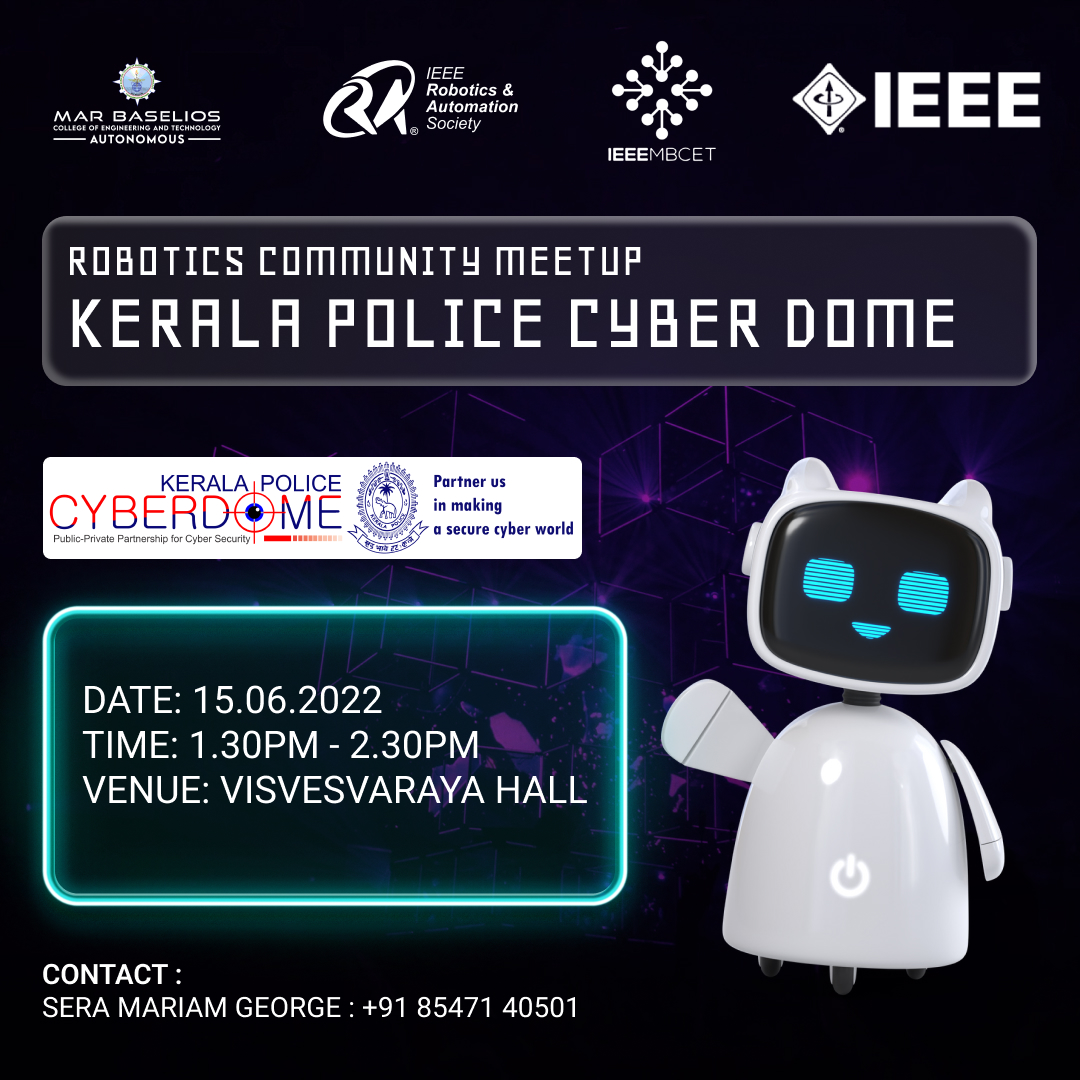 MAR BASELIOS
COLLEGE OF ENGINEERING AND TECHNOLOGY
AUTONOMOUS
IEEE
Robotics &
Automation
Society
®
IEEEMBCET
IEEE
®
ROBOTICS COMMUNITY MEETUP
KERALA POLICE CYBER DOME
KERALA POLICE
CYBERDOME
Public-Private Partnership for Cyber Security
KERALA POLICE
Partner us
in making
a secure cyber world
DATE: 15.06.2022
TIME: 1.30PM - 2.30PM
VENUE: VISVESVARAYA HALL
CONTACT :
SERA MARIAM GEORGE : +91 85471 40501